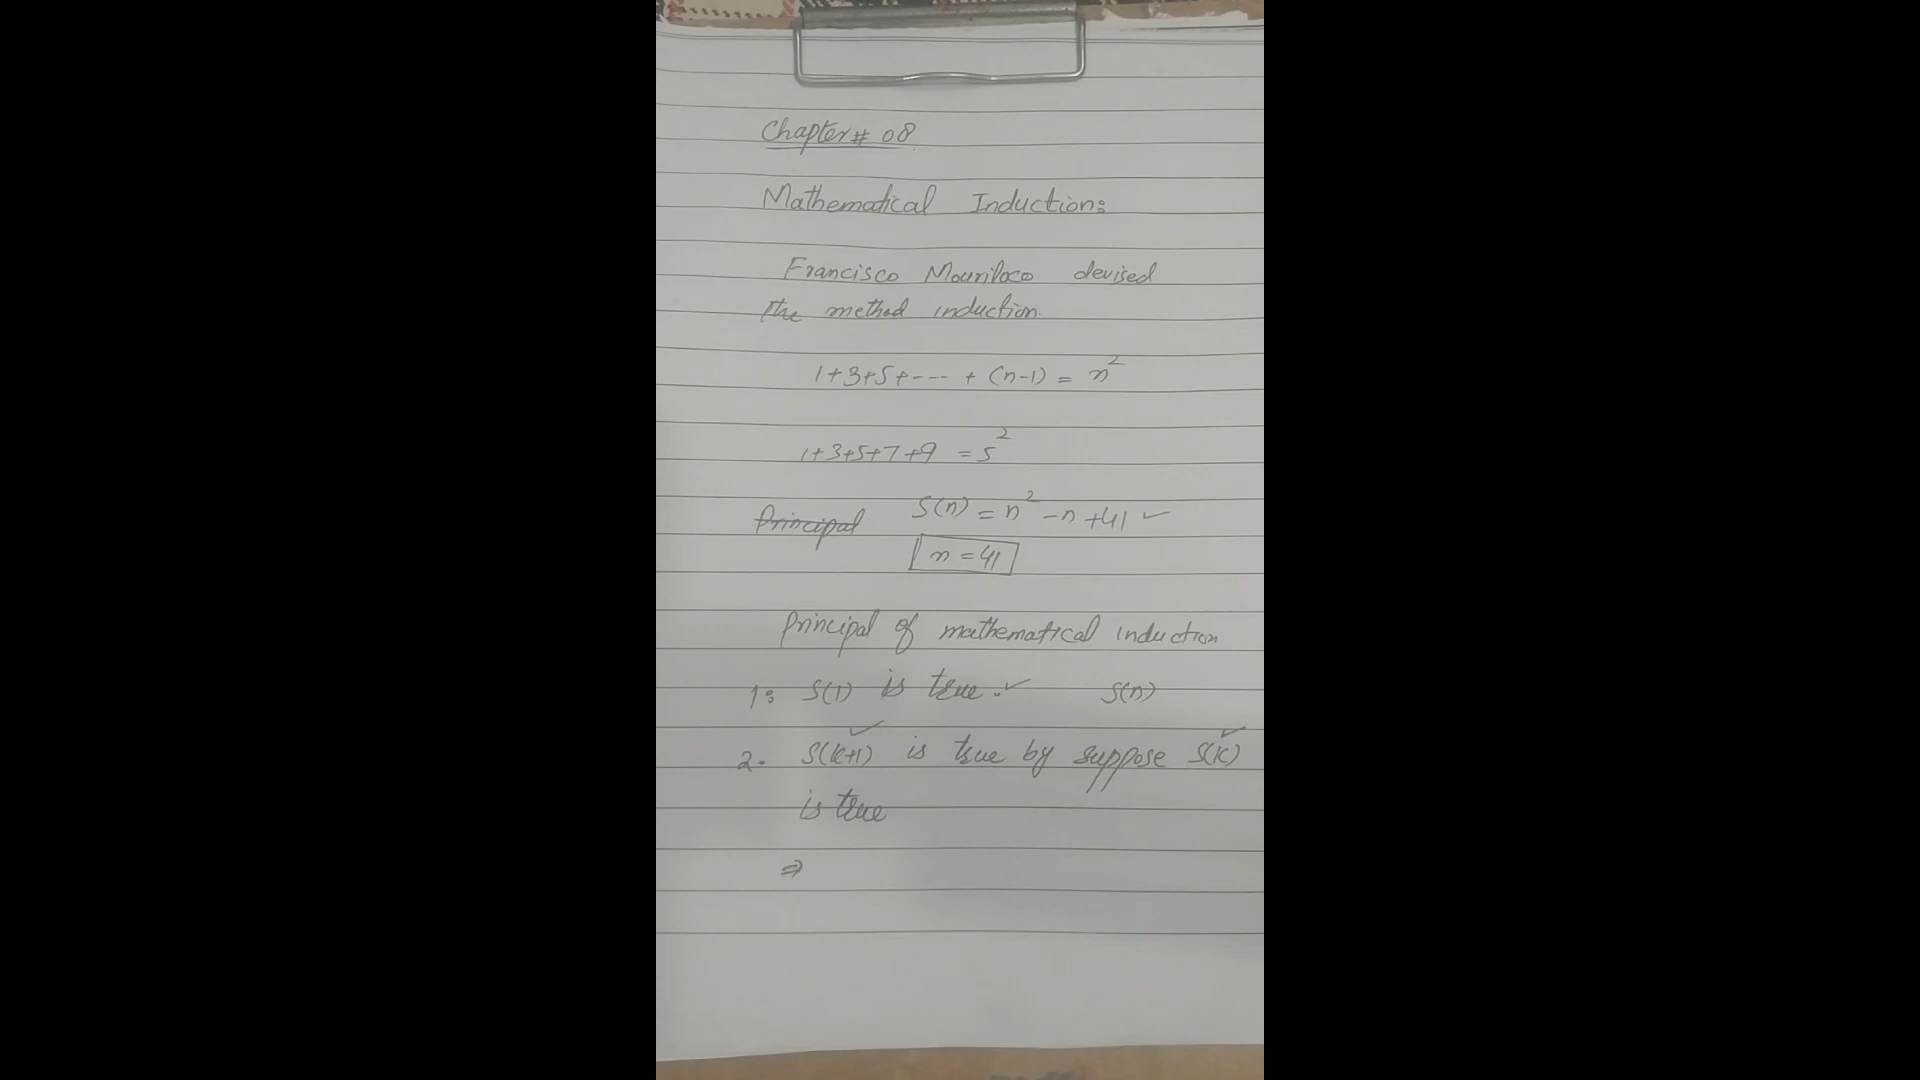 Chapter # 08
Mathematical Induction:
Francisco Mouriloco devised
the method induction.
1+3+5+---- + (n-1) = n²
1+3+5+7+9 = 5²
Principal S(n) = n² -n +41 ✓
n = 41
Principal of mathematical induction
1: S(1) is true. ✓ S(n)
2. S(k+1) is true by suppose S(k)
is true
⇒